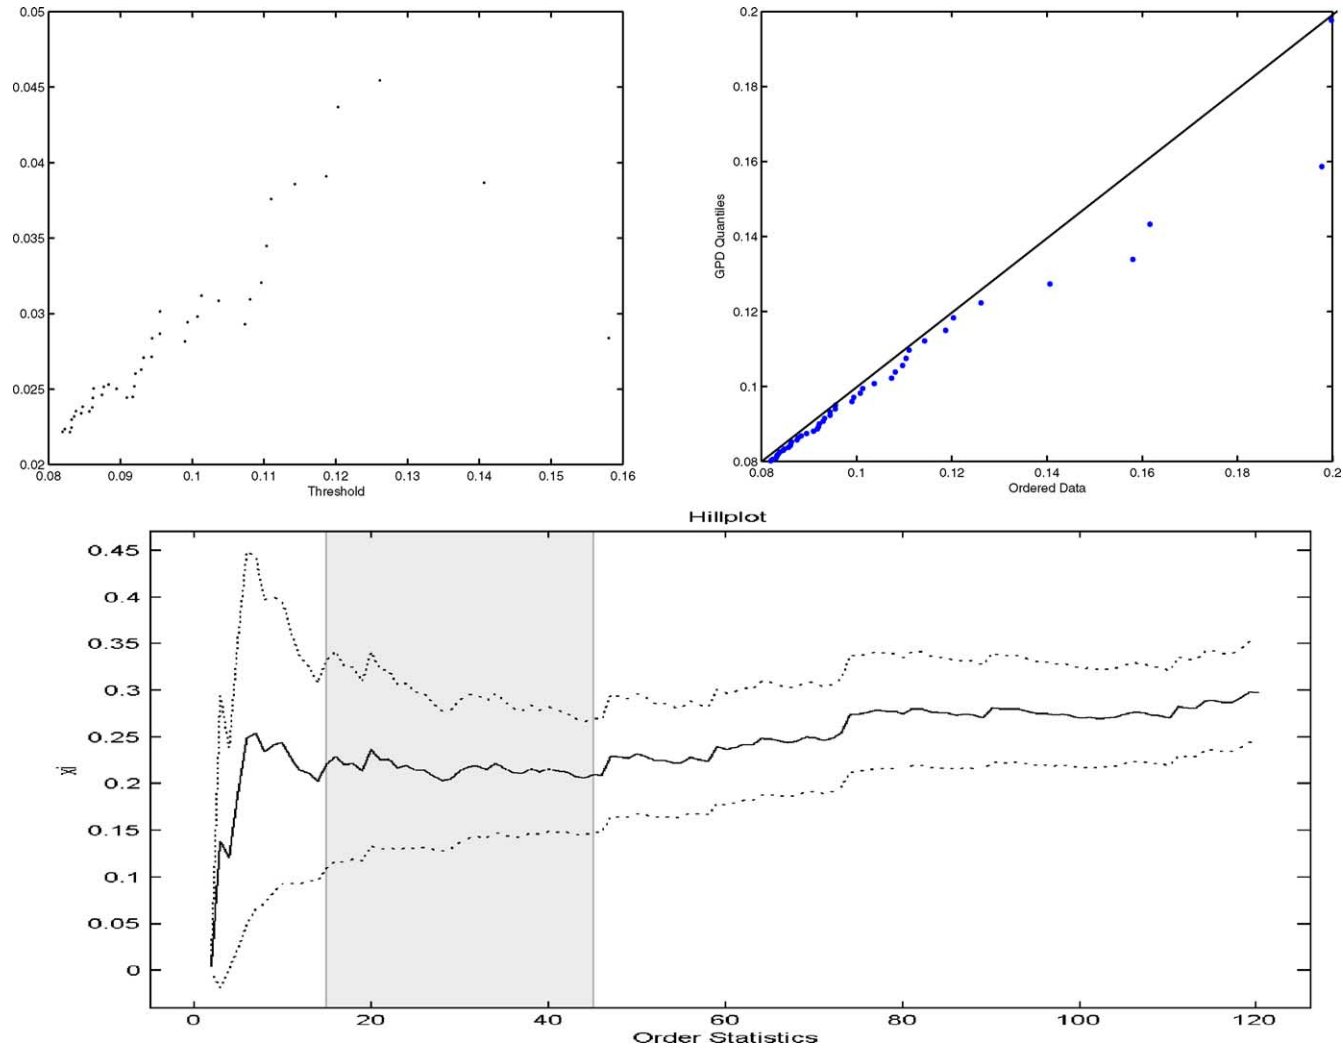 0.05
0.045
0.04
0.035
0.03
0.025
0.02
0.08 0.09 0.1 0.11 0.12 0.13 0.14 0.15 0.16
Threshold
0.2
0.18
0.16
0.14
0.12
0.1
0.08
GPD Quantiles
0.08 0.1 0.12 0.14 0.16 0.18 0.2
Ordered Data
Hillplot
0.45
0.4
0.35
0.3
0.25
0.2
0.15
0.1
0.05
0
xi
0 20 40 60 80 100 120
Order Statistics